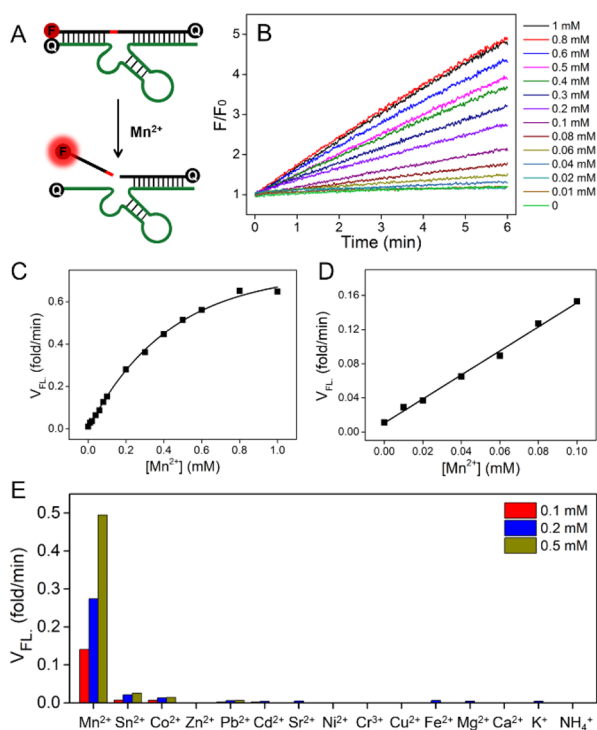 A
F
Q
Q
Mn²⁺
F
Q
Q
B
F/F₀
5
4
3
2
1
0 1 2 3 4 5 6
Time (min)
1 mM
0.8 mM
0.6 mM
0.5 mM
0.4 mM
0.3 mM
0.2 mM
0.1 mM
0.08 mM
0.06 mM
0.04 mM
0.02 mM
0.01 mM
0
C
V_FL. (fold/min)
0.6
0.4
0.2
0.0
0.0 0.2 0.4 0.6 0.8 1.0
[Mn²⁺] (mM)
D
V_FL. (fold/min)
0.16
0.12
0.08
0.04
0.00
0.00 0.02 0.04 0.06 0.08 0.10
[Mn²⁺] (mM)
E
V_FL. (fold/min)
0.5
0.4
0.3
0.2
0.1
0.0
0.1 mM
0.2 mM
0.5 mM
Mn²⁺ Sn²⁺ Co²⁺ Zn²⁺ Pb²⁺ Cd²⁺ Sr²⁺ Ni²⁺ Cr³⁺ Cu²⁺ Fe²⁺ Mg²⁺ Ca²⁺ K⁺ NH₄⁺